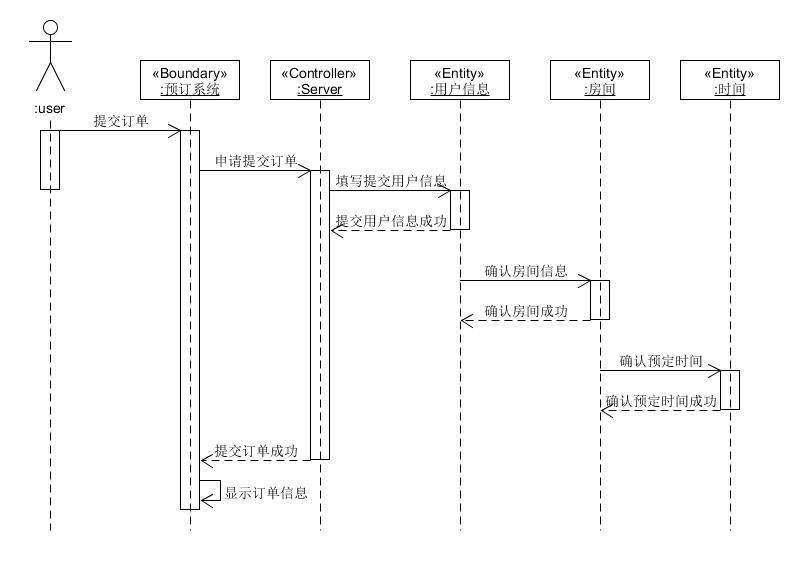 :user
«Boundary»
:预订系统
«Controller»
:Server
«Entity»
:用户信息
«Entity»
:房间
«Entity»
:时间
提交订单
申请提交订单
填写提交用户信息
提交用户信息成功
确认房间信息
确认房间成功
确认预定时间
确认预定时间成功
提交订单成功
显示订单信息